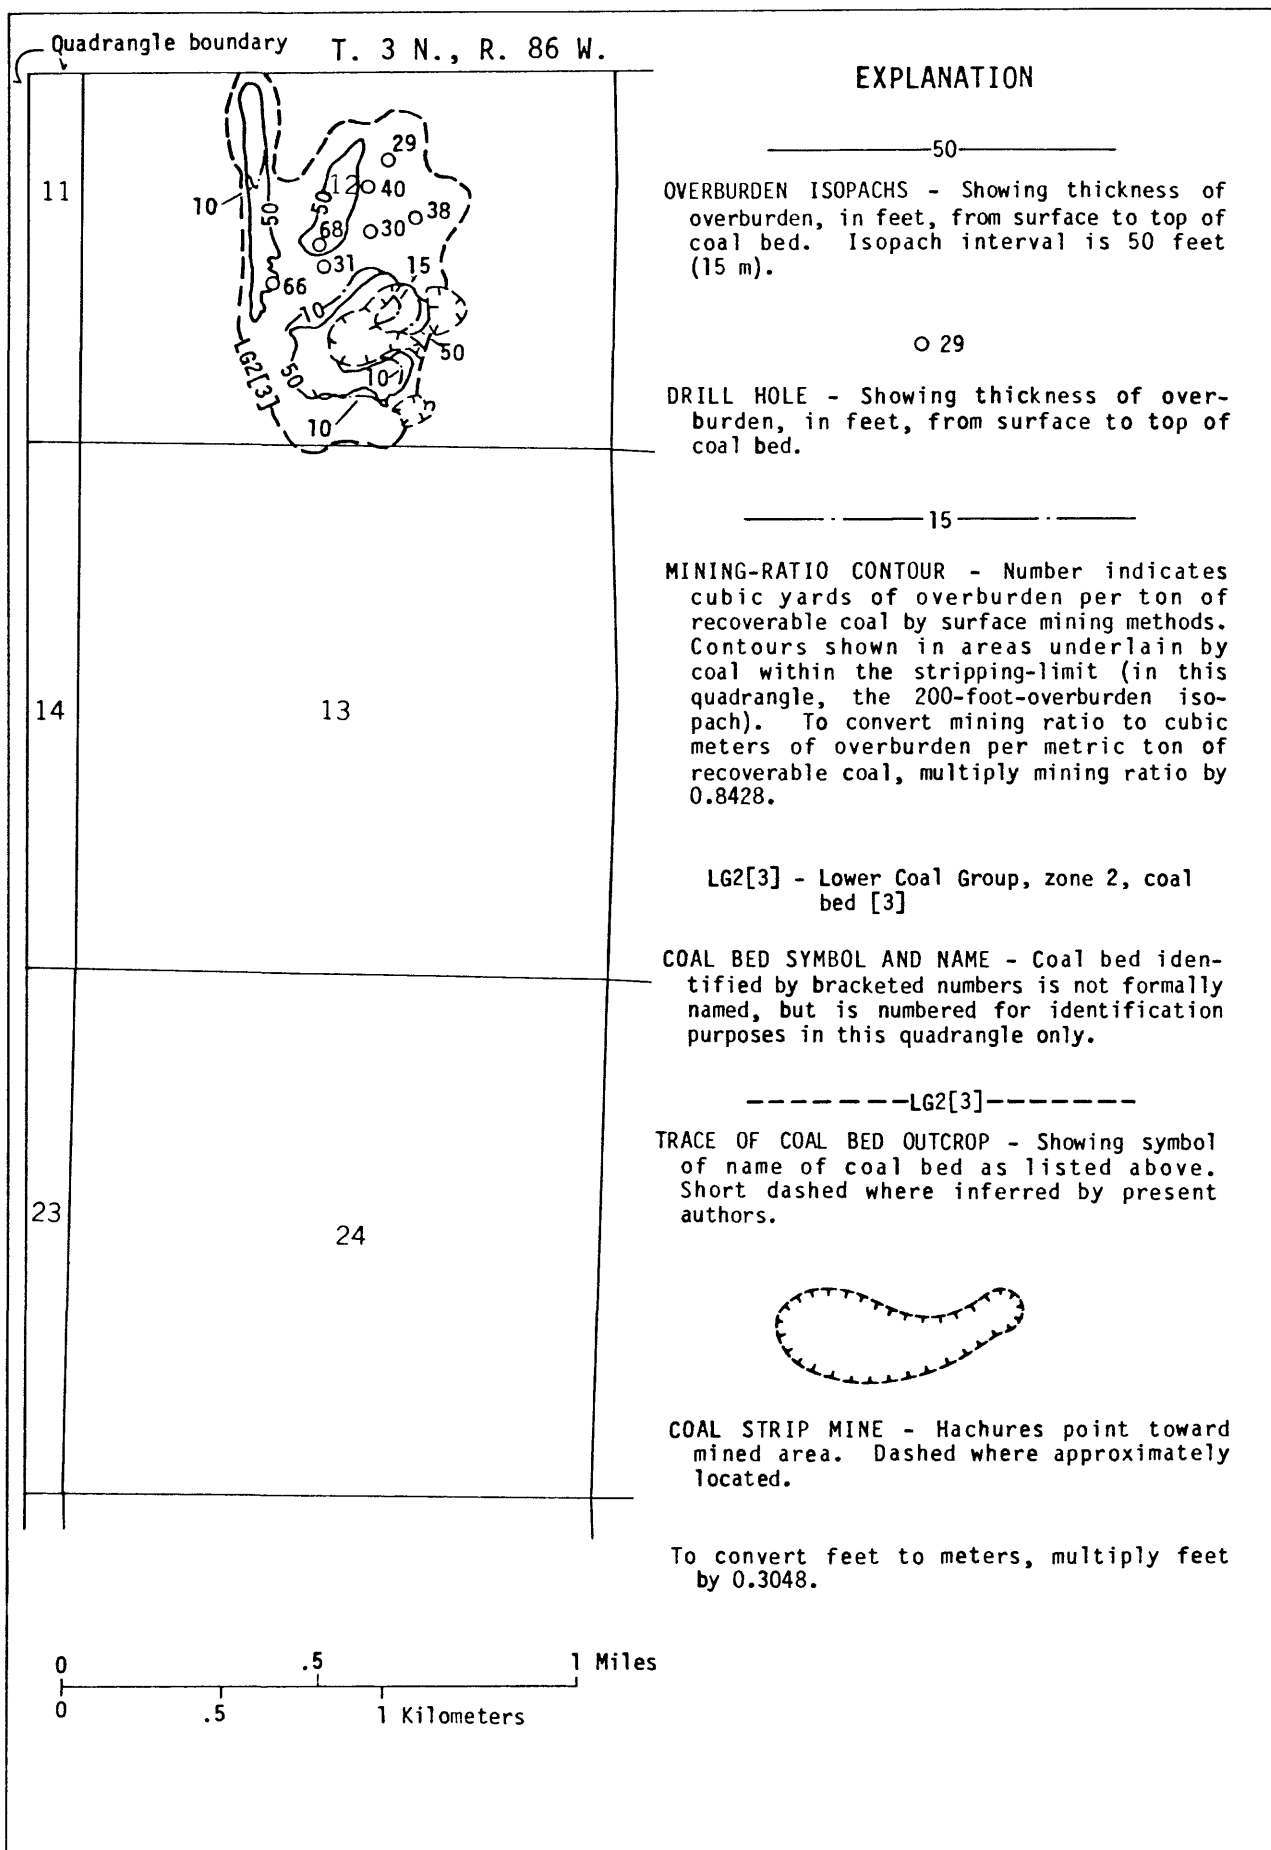 Quadrangle boundary
T. 3 N., R. 86 W.
11
12
29
40
38
30
68
31
66
10
50
50
15
10
50
50
10
10
LG2[3]
14
13
23
24
0 .5 1 Miles
0 .5 1 Kilometers
EXPLANATION
50
OVERBURDEN ISOPACHS - Showing thickness of
overburden, in feet, from surface to top of
coal bed. Isopach interval is 50 feet
(15 m).
29
DRILL HOLE - Showing thickness of over-
burden, in feet, from surface to top of
coal bed.
15
MINING-RATIO CONTOUR - Number indicates
cubic yards of overburden per ton of
recoverable coal by surface mining methods.
Contours shown in areas underlain by
coal within the stripping-limit (in this
quadrangle, the 200-foot-overburden iso-
pach). To convert mining ratio to cubic
meters of overburden per metric ton of
recoverable coal, multiply mining ratio by
0.8428.
LG2[3] - Lower Coal Group, zone 2, coal
bed [3]
COAL BED SYMBOL AND NAME - Coal bed iden-
tified by bracketed numbers is not formally
named, but is numbered for identification
purposes in this quadrangle only.
LG2[3]
TRACE OF COAL BED OUTCROP - Showing symbol
of name of coal bed as listed above.
Short dashed where inferred by present
authors.
COAL STRIP MINE - Hachures point toward
mined area. Dashed where approximately
located.
To convert feet to meters, multiply feet
by 0.3048.